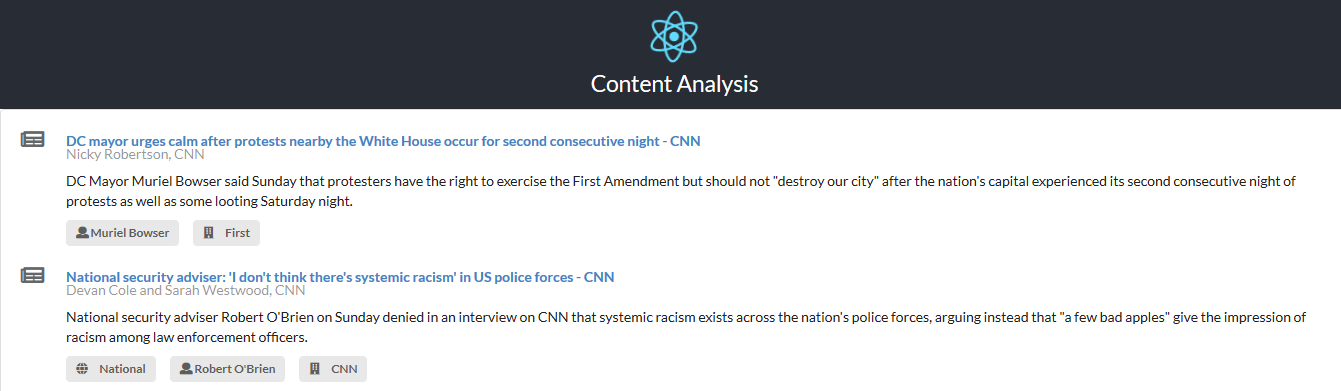 Content Analysis
DC mayor urges calm after protests nearby the White House occur for second consecutive night - CNN
Nicky Robertson, CNN
DC Mayor Muriel Bowser said Sunday that protesters have the right to exercise the First Amendment but should not "destroy our city" after the nation's capital experienced its second consecutive night of
protests as well as some looting Saturday night.
Muriel Bowser First
National security adviser: 'I don't think there's systemic racism' in US police forces - CNN
Devan Cole and Sarah Westwood, CNN
National security adviser Robert O'Brien on Sunday denied in an interview on CNN that systemic racism exists across the nation's police forces, arguing instead that "a few bad apples" give the impression of
racism among law enforcement officers.
National Robert O'Brien CNN